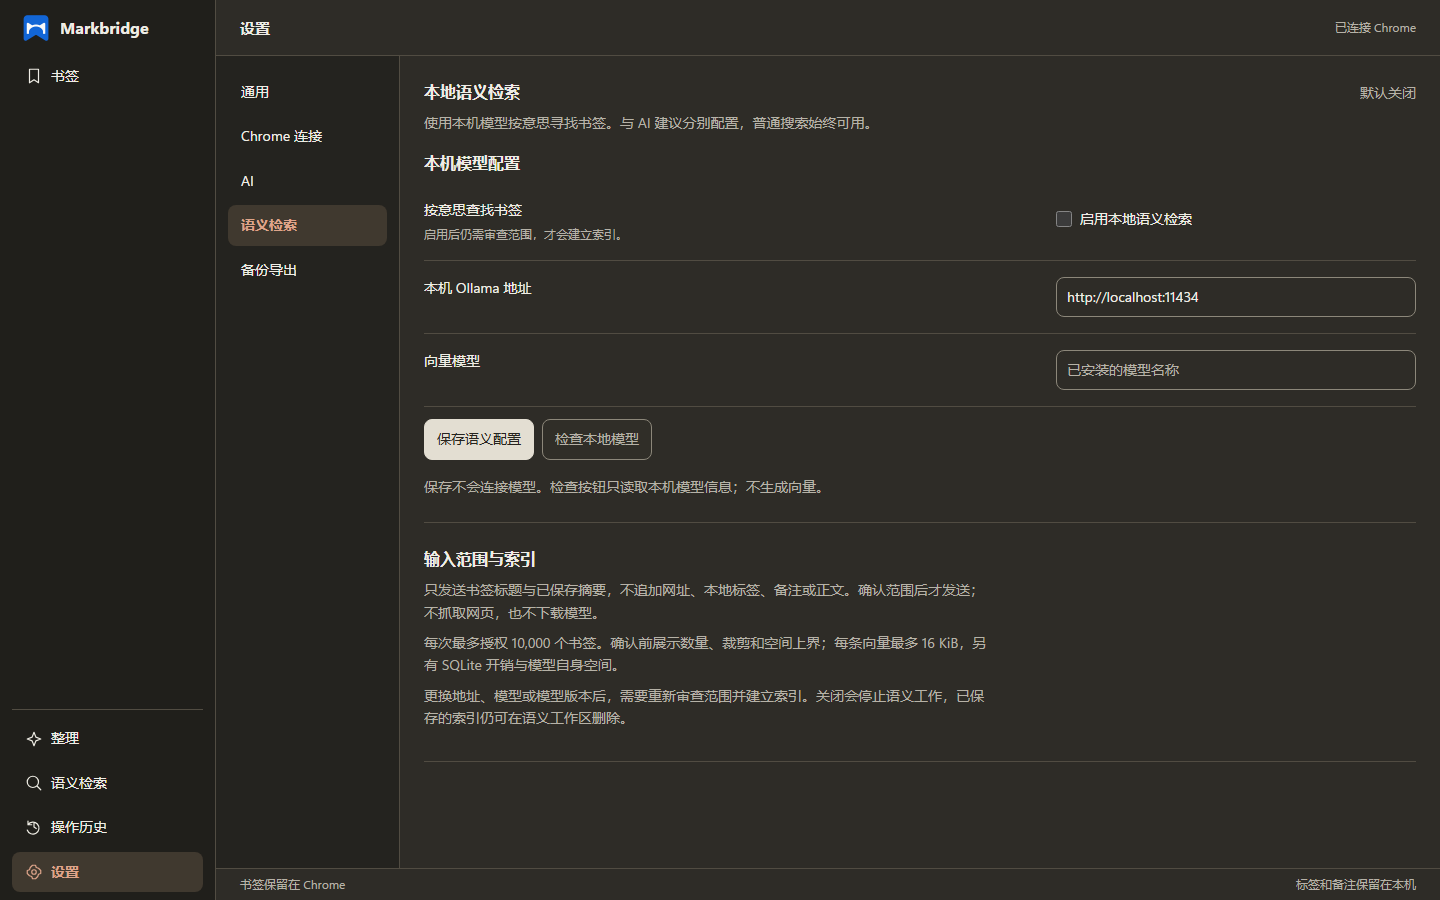 Markbridge
书签
整理
语义检索
操作历史
设置
设置
已连接 Chrome
通用
Chrome 连接
AI
语义检索
备份导出
本地语义检索
默认关闭
使用本机模型按意思寻找书签。与 AI 建议分别配置，普通搜索始终可用。
本机模型配置
按意思查找书签
启用后仍需审查范围，才会建立索引。
启用本地语义检索
本机 Ollama 地址
http://localhost:11434
向量模型
已安装的模型名称
保存语义配置
检查本地模型
保存不会连接模型。检查按钮只读取本机模型信息；不生成向量。
输入范围与索引
只发送书签标题与已保存摘要，不追加网址、本地标签、备注或正文。确认范围后才发送；
不抓取网页，也不下载模型。
每次最多授权 10,000 个书签。确认前展示数量、裁剪和空间上界；每条向量最多 16 KiB，另
有 SQLite 开销与模型自身空间。
更换地址、模型或模型版本后，需要重新审查范围并建立索引。关闭会停止语义工作，已保
存的索引仍可在语义工作区删除。
书签保留在 Chrome
标签和备注保留在本机